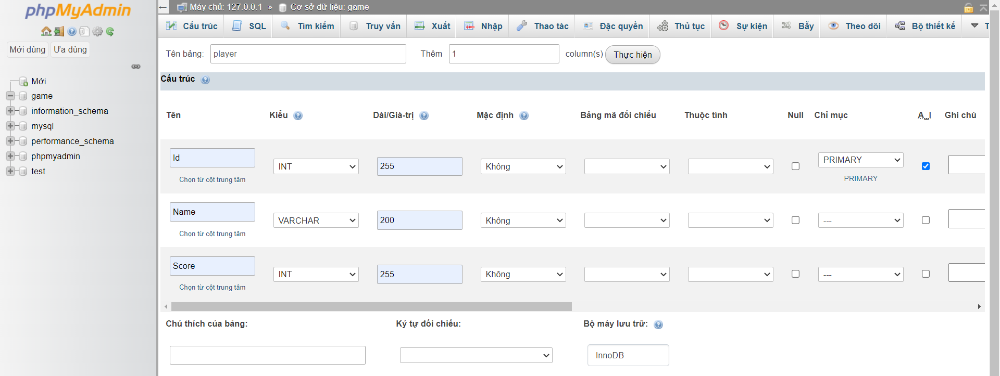 phpMyAdmin
Mới dùng Ưa dùng
Mới
game
information_schema
mysql
performance_schema
phpmyadmin
test
← Máy chủ: 127.0.0.1 » Cơ sở dữ liệu: game
Cấu trúc SQL Tìm kiếm Truy vấn Xuất Nhập Thao tác Đặc quyền Thủ tục Sự kiện Bẫy Theo dõi Bộ thiết kế
Tên bảng: player Thêm 1 column(s) Thực hiện
Cấu trúc
Tên Kiểu Dài/Giá-trị Mặc định Bảng mã đối chiếu Thuộc tính Null Chỉ mục A_I Ghi chú
Id INT 255 Không PRIMARY
Chọn từ cột trung tâm PRIMARY
Name VARCHAR 200 Không ---
Chọn từ cột trung tâm
Score INT 255 Không ---
Chọn từ cột trung tâm
Chú thích của bảng: Ký tự đối chiếu: Bộ máy lưu trữ:
InnoDB